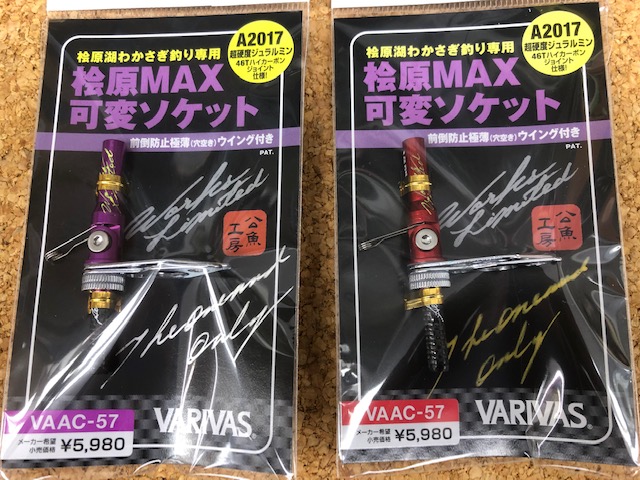 桧原湖わかさぎ釣り専用
A2017
超硬度ジュラルミン
46Tハイカーボン
ジョイント
仕様!
桧原MAX
可変ソケット
前倒防止極薄(穴空き)ウイング付き
PAT.
Works
Limited
公魚
工房
The one and
Only
VAAC-57
メーカー希望
小売価格 ¥5,980
VARIVAS®
桧原湖わかさぎ釣り専用
A2017
超硬度ジュラルミン
46Tハイカーボン
ジョイント
仕様!
桧原MAX
可変ソケット
前倒防止極薄(穴空き)ウイング付き
PAT.
Works
Limited
公魚
工房
The one and
Only
VAAC-57
メーカー希望
小売価格 ¥5,980
VARIVAS®